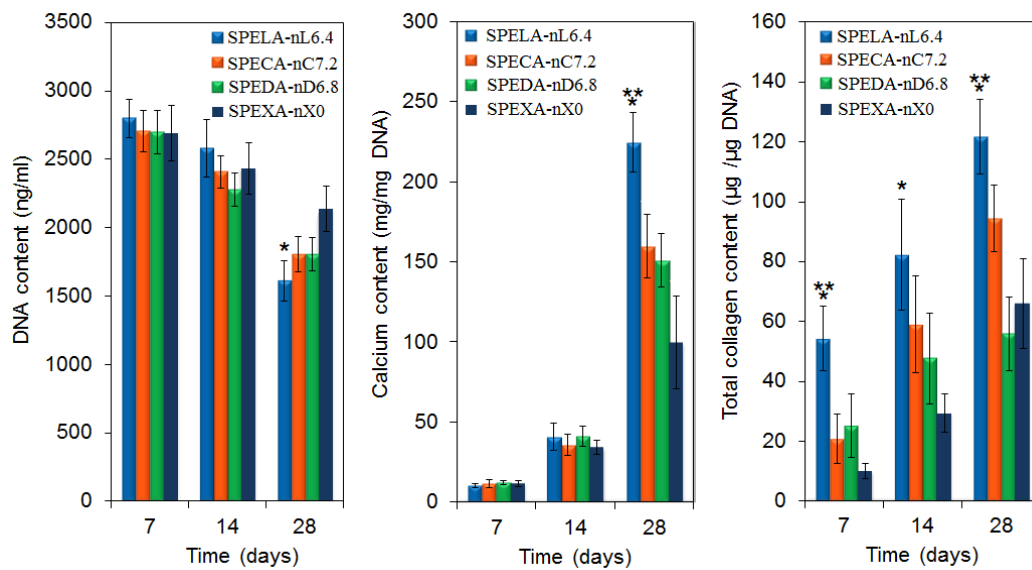 DNA content (ng/ml)
3500
3000
2500
2000
1500
1000
500
0
SPELA-nL6.4
SPECA-nC7.2
SPEDA-nD6.8
SPEXA-nX0
*
7 14 28
Time (days)
Calcium content (mg/mg DNA)
300
250
200
150
100
50
0
SPELA-nL6.4
SPECA-nC7.2
SPEDA-nD6.8
SPEXA-nX0
**
*
7 14 28
Time (days)
Total collagen content (µg /µg DNA)
160
140
120
100
80
60
40
20
0
SPELA-nL6.4
SPECA-nC7.2
SPEDA-nD6.8
SPEXA-nX0
**
*
*
**
*
7 14 28
Time (days)